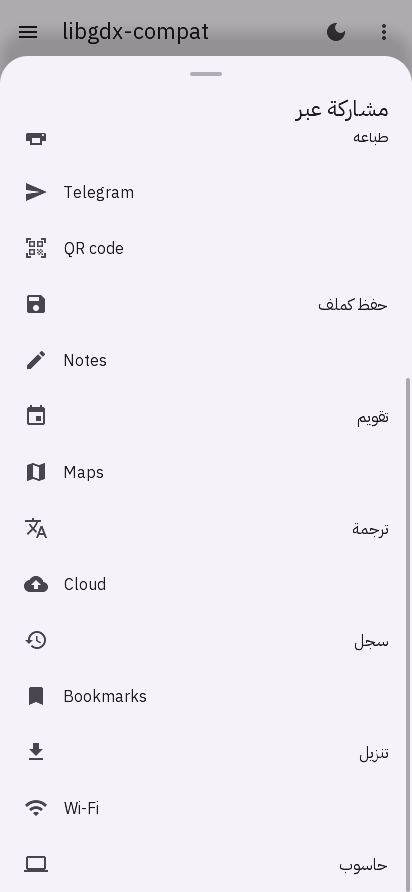 libgdx-compat
مشاركة عبر
طباعة
Telegram
QR code
حفظ كملف
Notes
تقويم
Maps
ترجمة
Cloud
سجل
Bookmarks
تنزيل
Wi-Fi
حاسوب